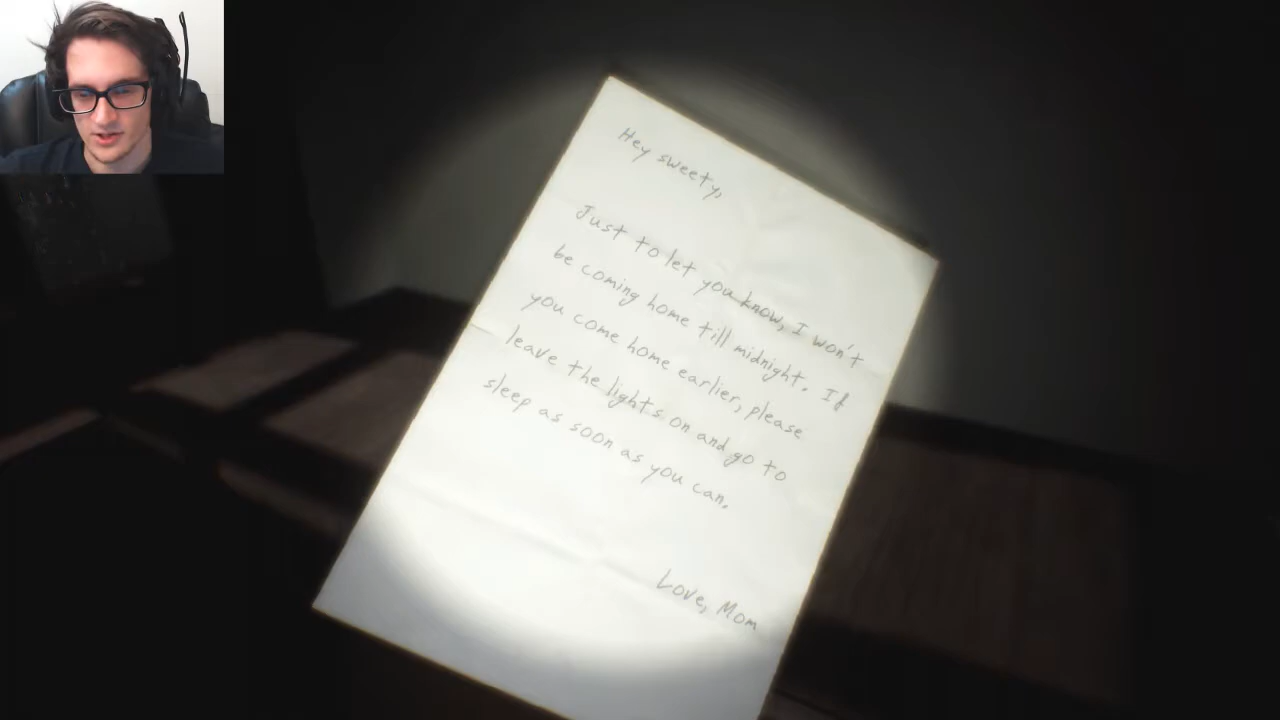 Hey sweety,
Just to let you know, I won't
be coming home till midnight. If
you come home earlier, please
leave the lights on and go to
sleep as soon as you can.
Love, Mom